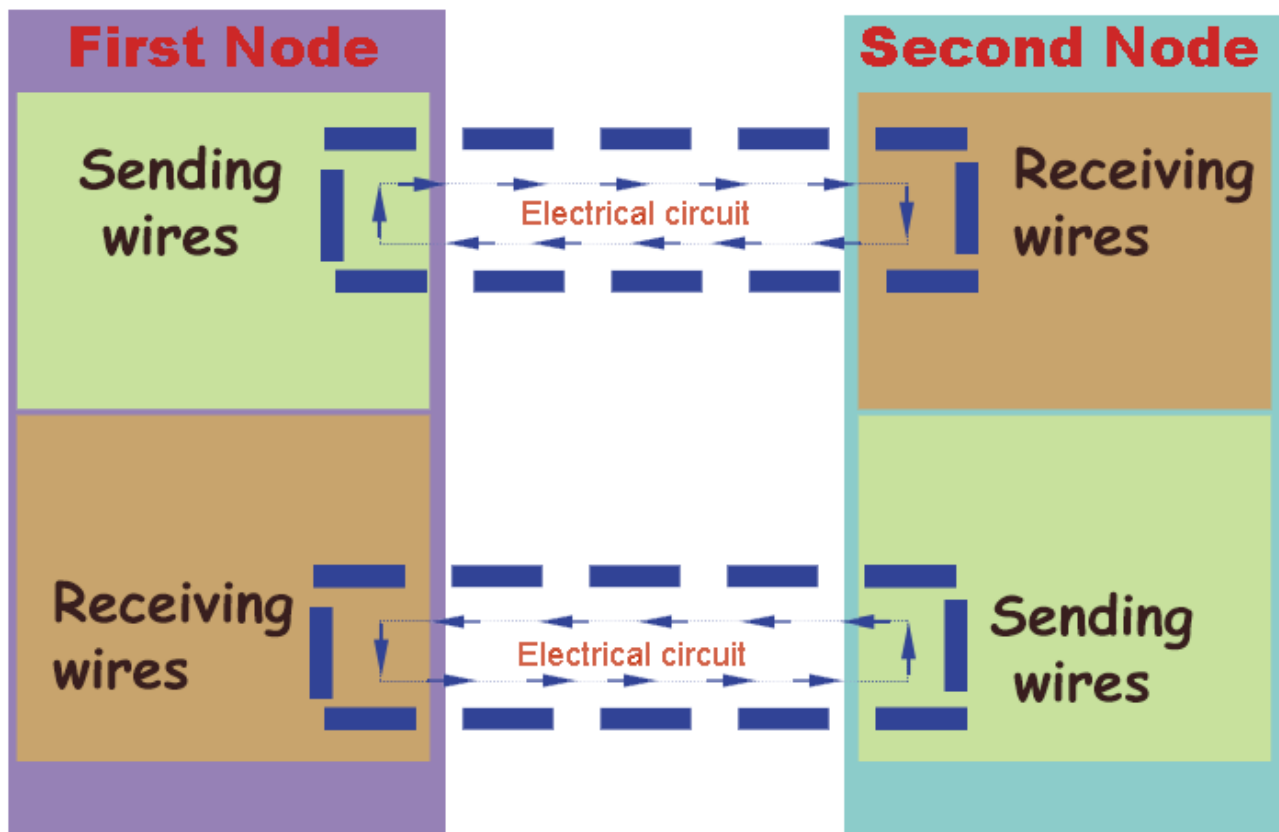 First Node
Second Node
Sending
wires
Electrical circuit
Receiving
wires
Receiving
wires
Electrical circuit
Sending
wires